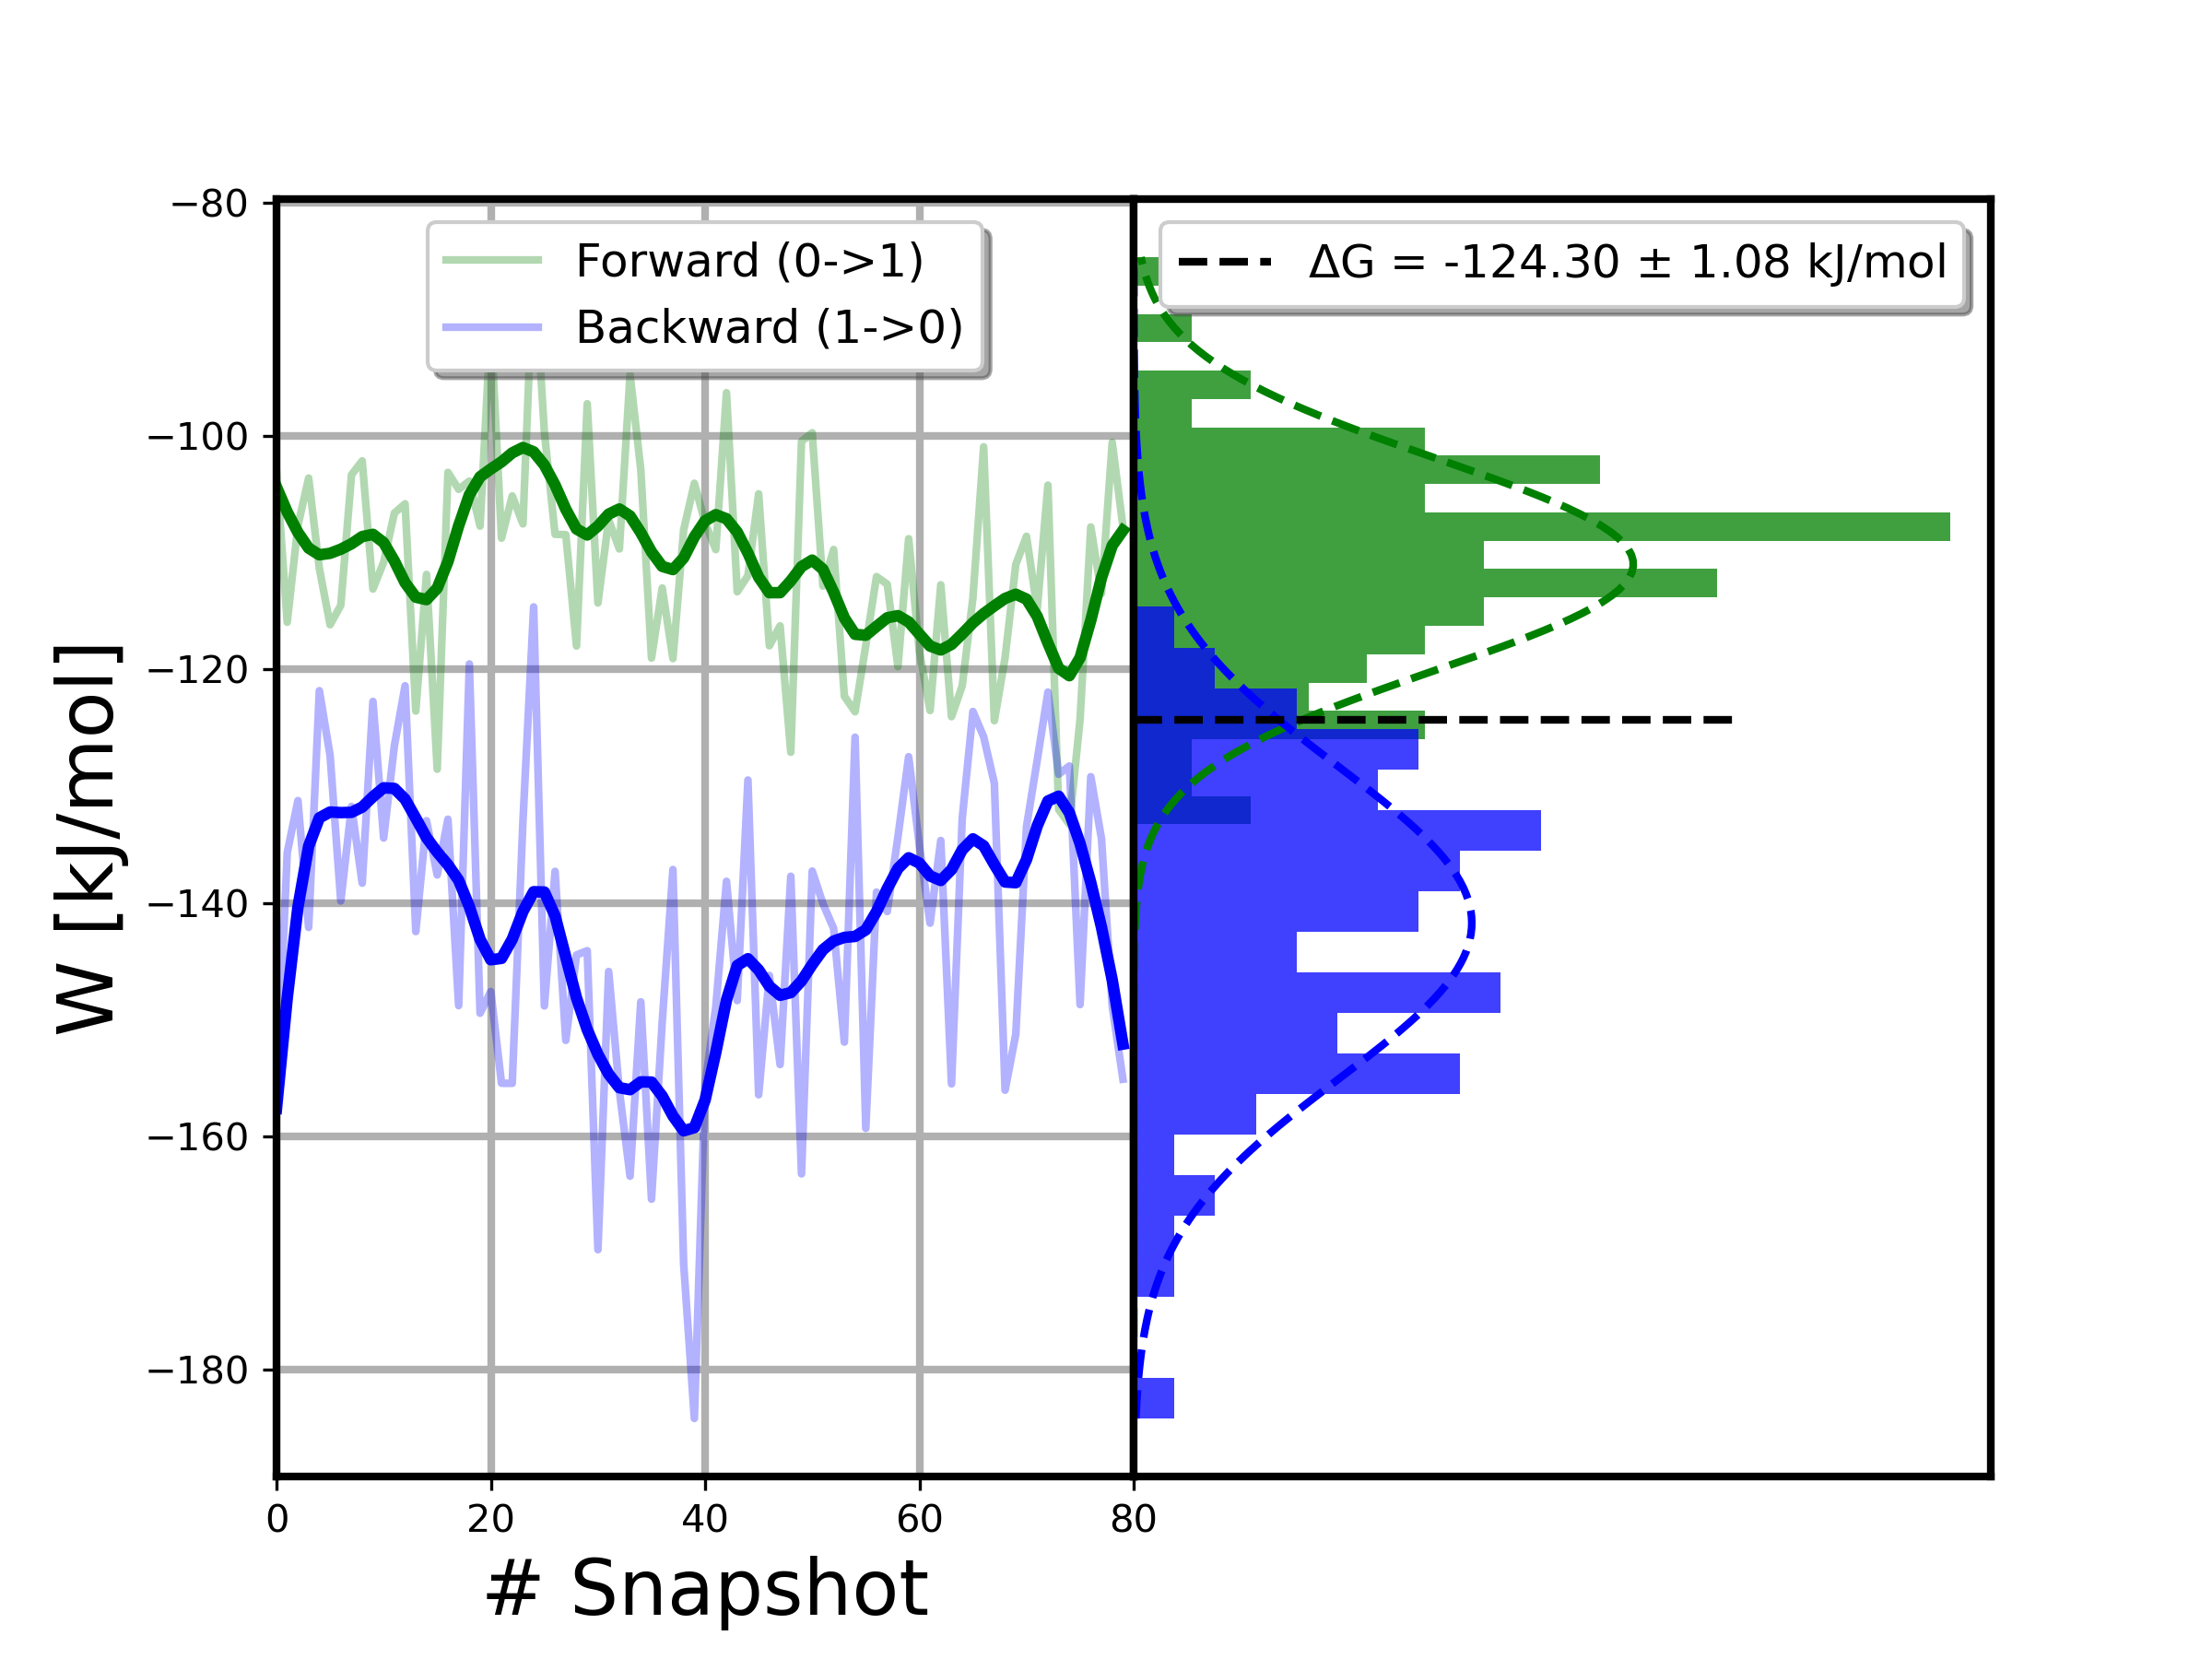 −80
−100
−120
−140
−160
−180
W [kJ/mol]
Forward (0->1)
Backward (1->0)
ΔG = -124.30 ± 1.08 kJ/mol
0 20 40 60 80
# Snapshot